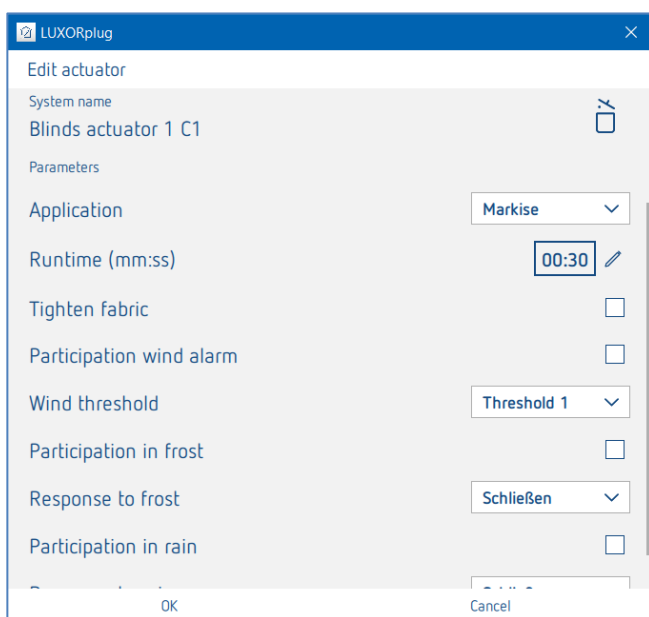 LUXORplug
Edit actuator
System name
Blinds actuator 1 C1
Parameters
Application Markise
Runtime (mm:ss) 00:30
Tighten fabric
Participation wind alarm
Wind threshold Threshold 1
Participation in frost
Response to frost Schließen
Participation in rain
OK Cancel